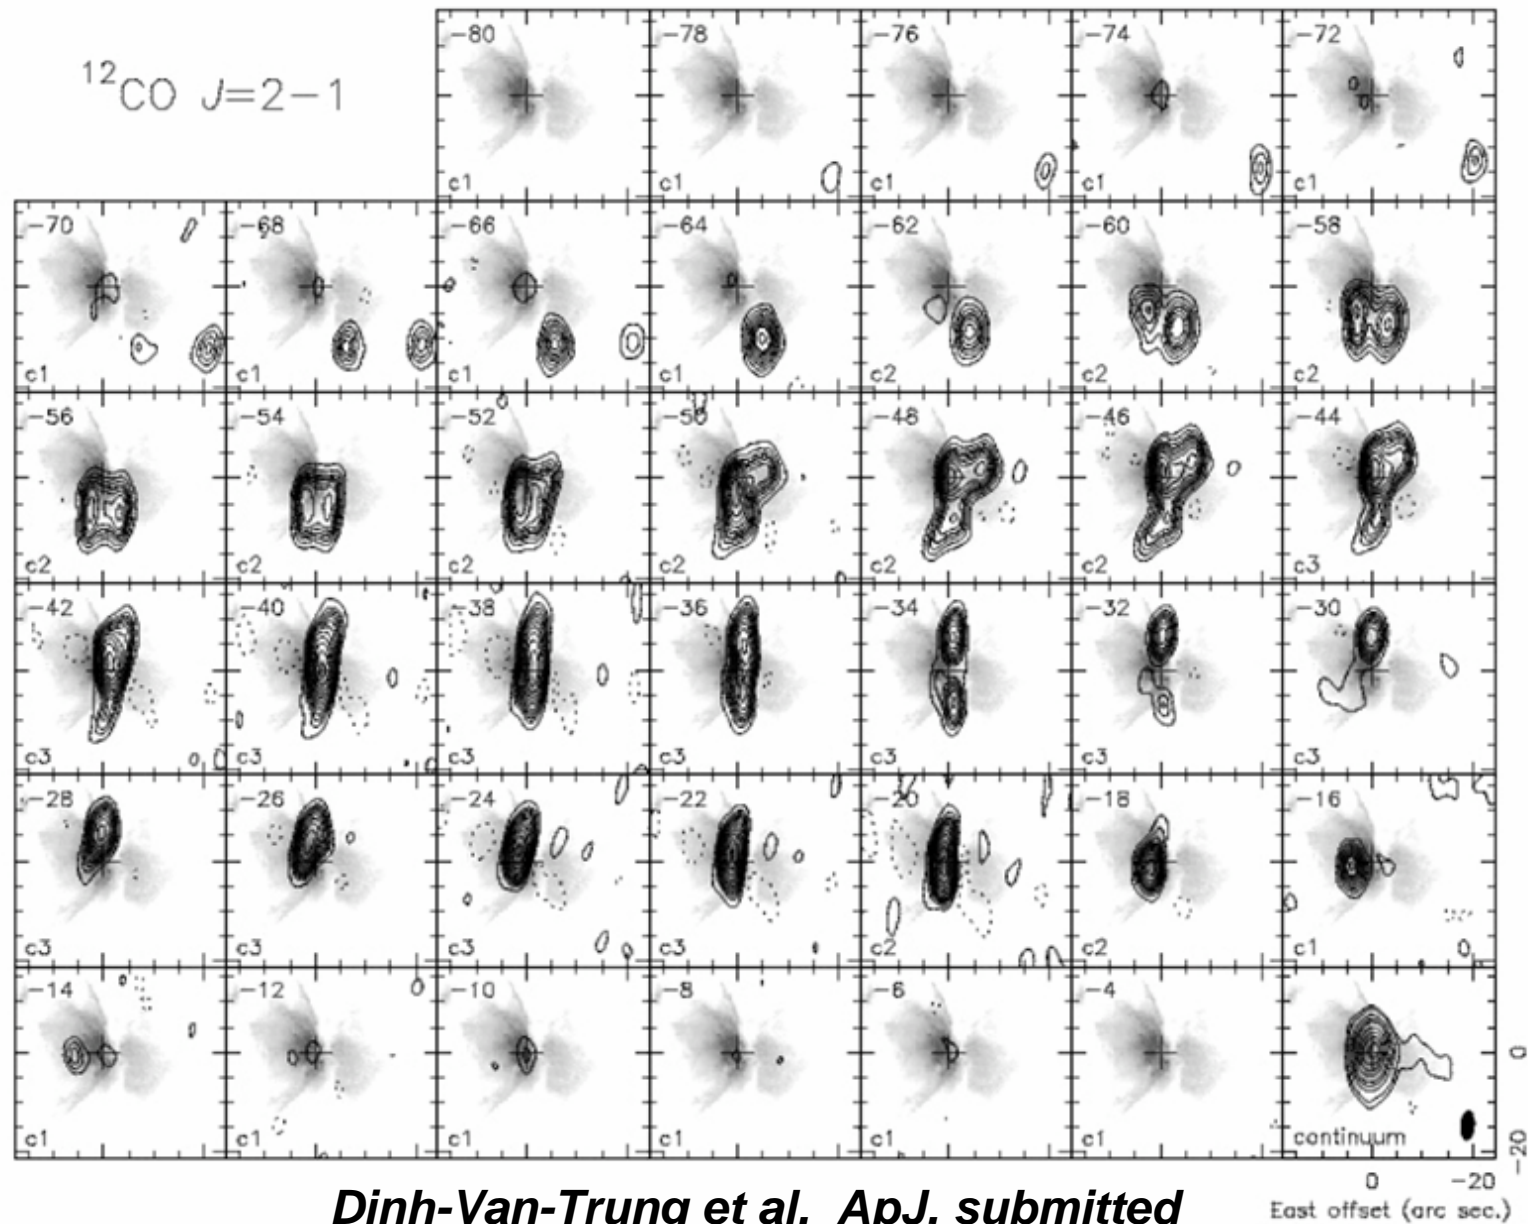 -80 -78 -76 -74 -72
¹²CO J=2-1
c1 c1 c1 c1 c1
-70 -68 -66 -64 -62 -60 -58
c1 c1 c1 c1 c2 c2 c2
-56 -54 -52 -50 -48 -46 -44
c2 c2 c2 c2 c2 c2 c3
-42 -40 -38 -36 -34 -32 -30
c3 c3 c3 c3 c3 c3 c3
-28 -26 -24 -22 -20 -18 -16
c3 c3 c3 c3 c2 c2 c1
-14 -12 -10 -8 -6 -4
0
c1 c1 c1 c1 c1 c1 continuum
-20
0 -20
Dinh-Van-Trung et al, ApJ, submitted
East offset (arc sec.)